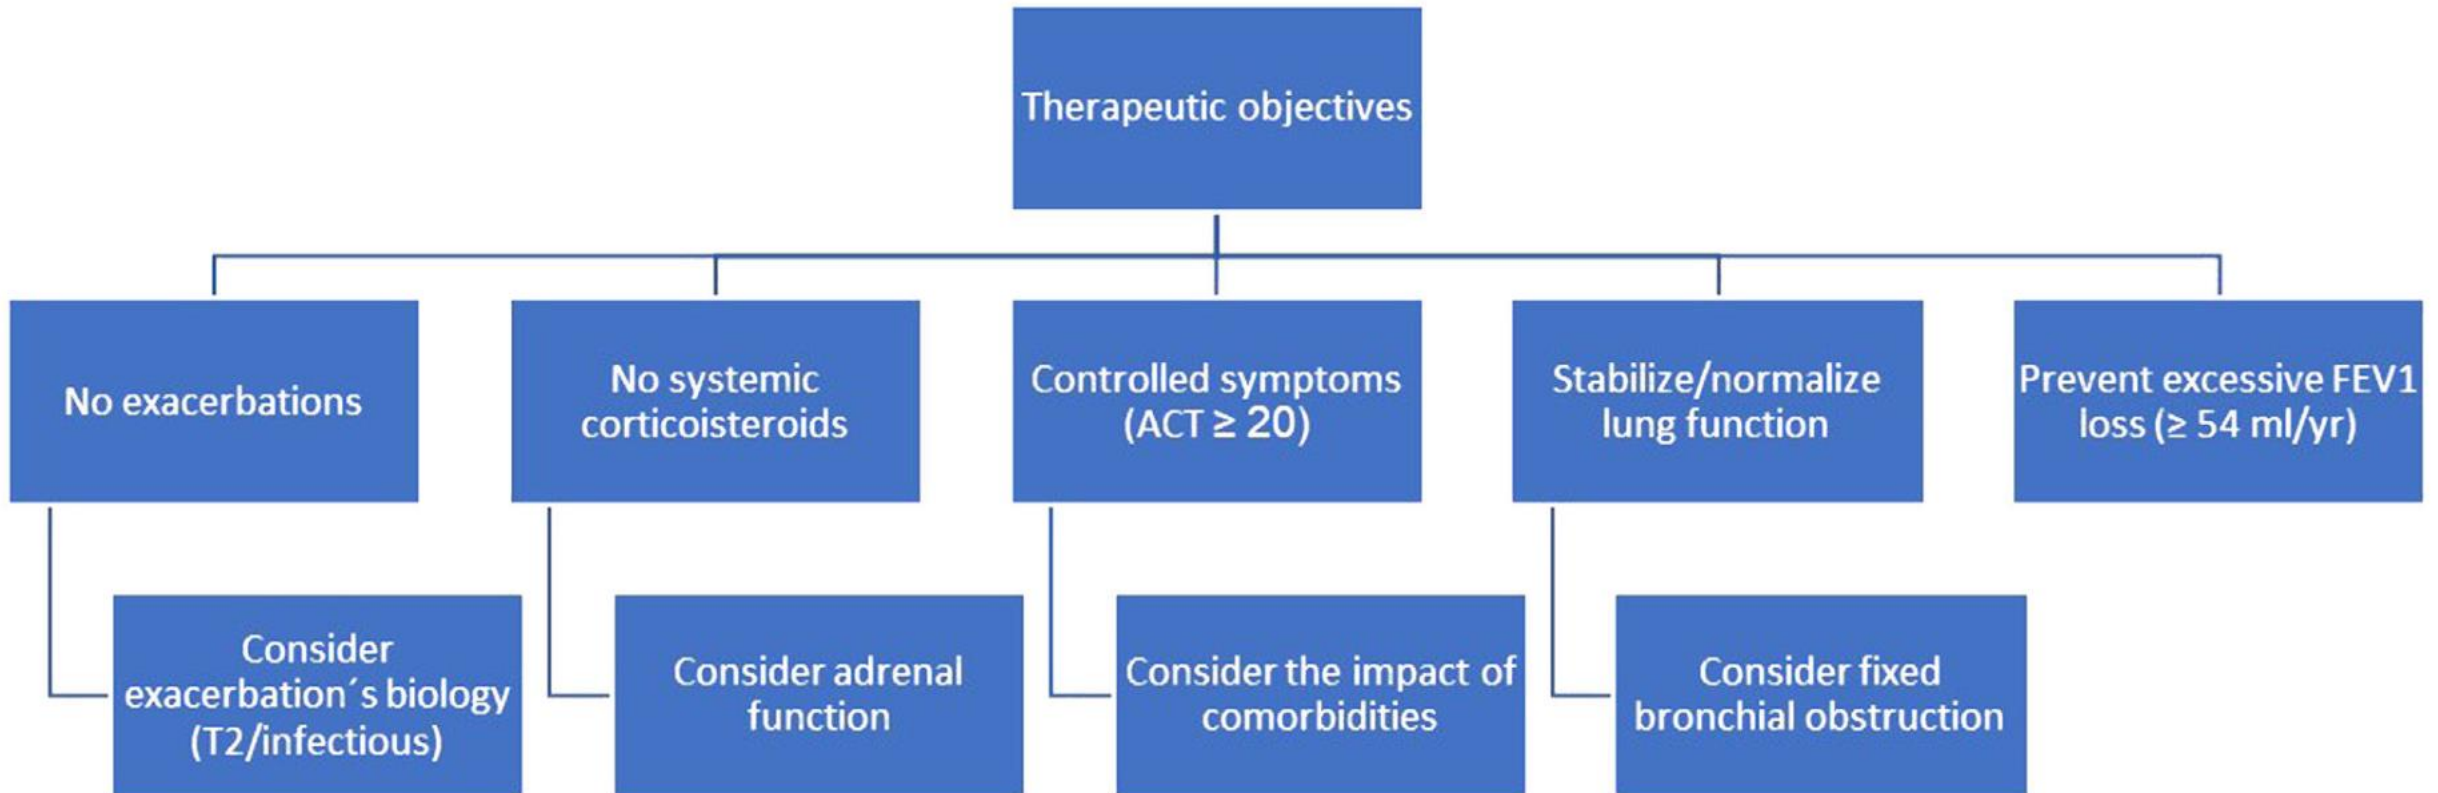 Therapeutic objectives
No exacerbations
No systemic
corticoisteroids
Controlled symptoms
(ACT ≥ 20)
Stabilize/normalize
lung function
Prevent excessive FEV1
loss (≥ 54 ml/yr)
Consider
exacerbation´s biology
(T2/infectious)
Consider adrenal
function
Consider the impact of
comorbidities
Consider fixed
bronchial obstruction